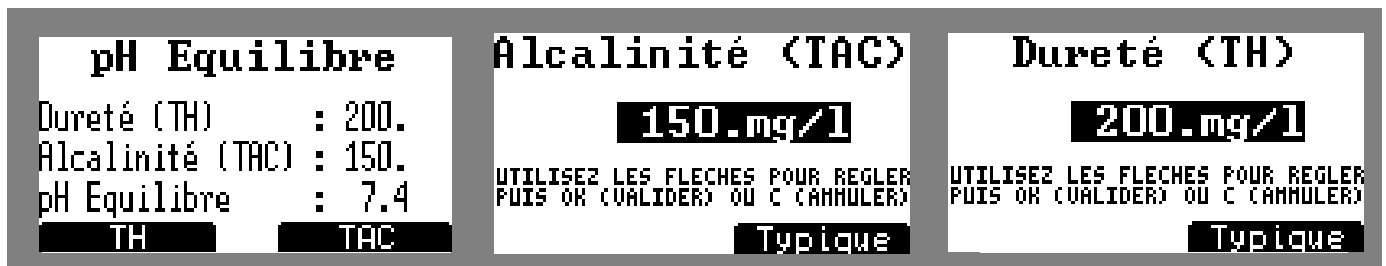 pH Equilibre
Dureté (TH) : 200.
Alcalinité (TAC) : 150.
pH Equilibre : 7.4
TH TAC
Alcalinité (TAC)
150.mg/l
UTILISEZ LES FLECHES POUR REGLER
PUIS OK (VALIDER) OU C (ANNULER)
Typique
Dureté (TH)
200.mg/l
UTILISEZ LES FLECHES POUR REGLER
PUIS OK (VALIDER) OU C (ANNULER)
Typique